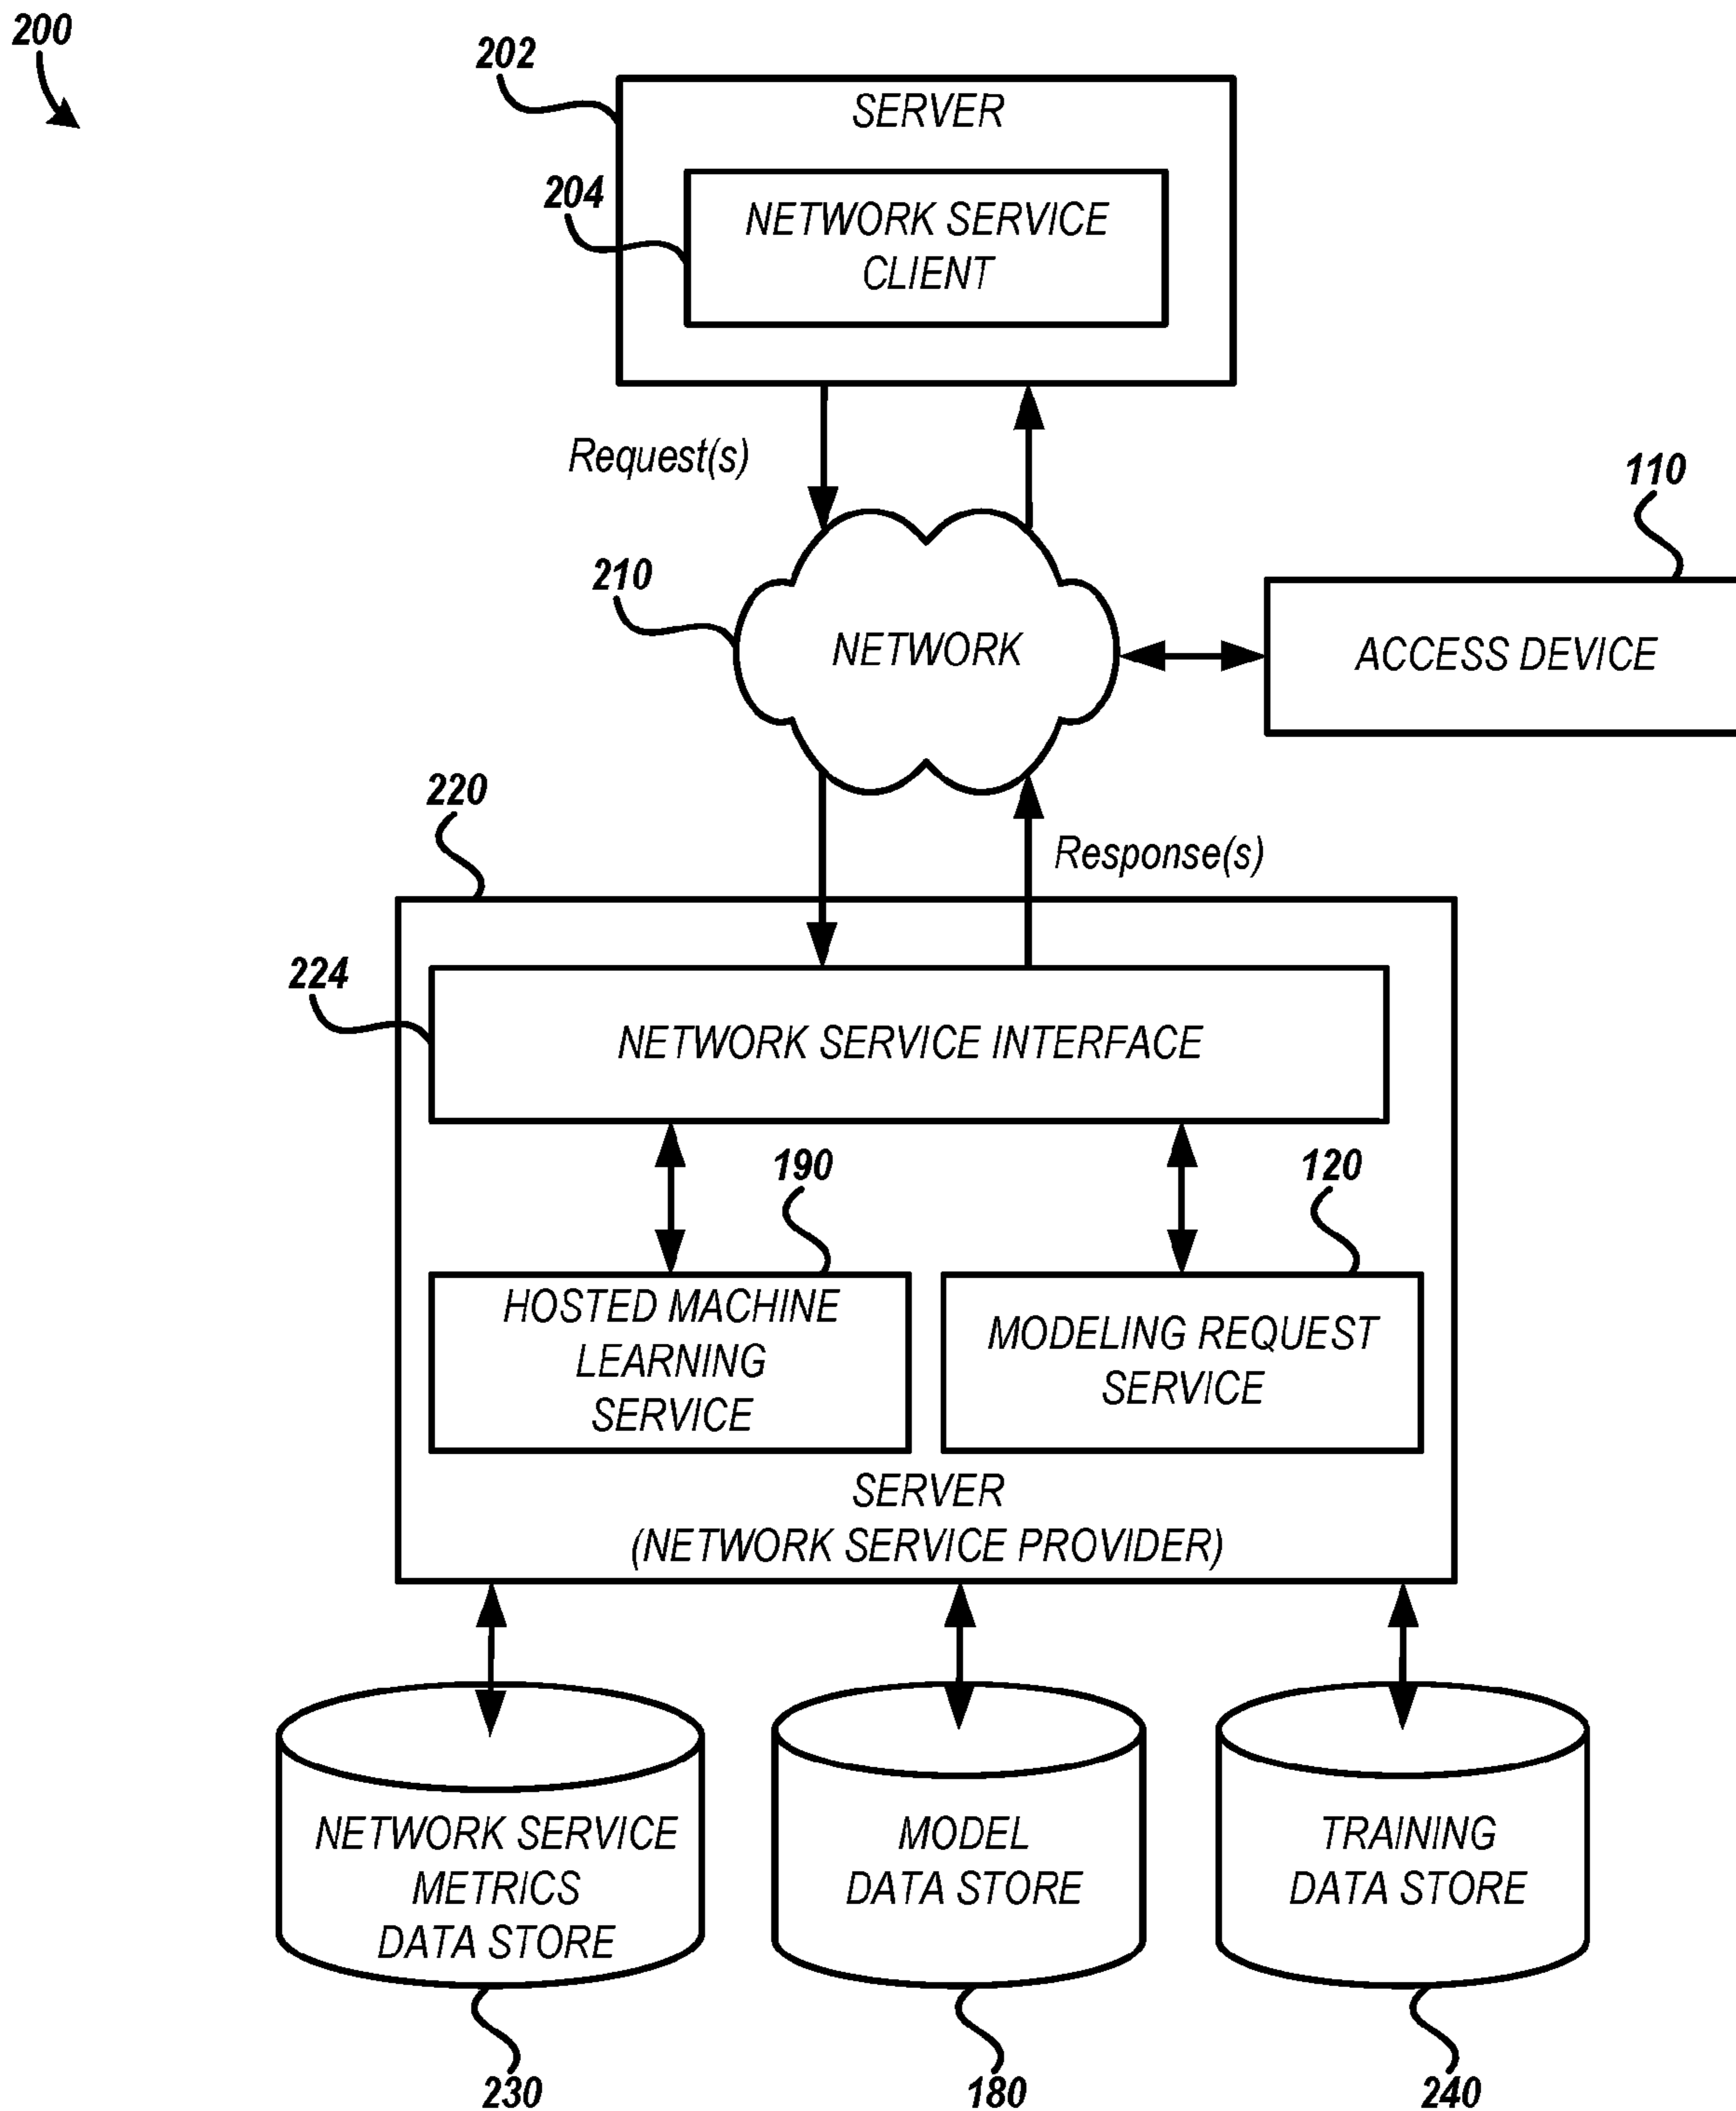 200
202
SERVER
204
NETWORK SERVICE
CLIENT
Request(s)
110
210
NETWORK
ACCESS DEVICE
220
Response(s)
224
NETWORK SERVICE INTERFACE
190
120
HOSTED MACHINE
LEARNING
SERVICE
MODELING REQUEST
SERVICE
SERVER
(NETWORK SERVICE PROVIDER)
NETWORK SERVICE
METRICS
DATA STORE
MODEL
DATA STORE
TRAINING
DATA STORE
230
180
240